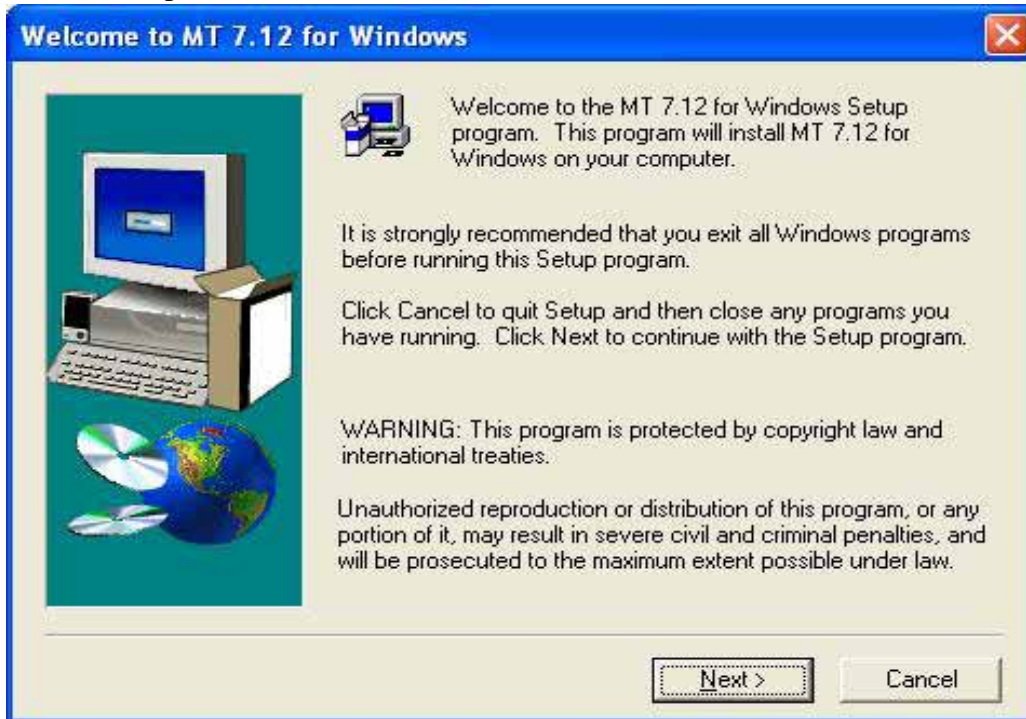 Welcome to MT 7.12 for Windows
Welcome to the MT 7.12 for Windows Setup
program. This program will install MT 7.12 for
Windows on your computer.
It is strongly recommended that you exit all Windows programs
before running this Setup program.
Click Cancel to quit Setup and then close any programs you
have running. Click Next to continue with the Setup program.
WARNING: This program is protected by copyright law and
international treaties.
Unauthorized reproduction or distribution of this program, or any
portion of it, may result in severe civil and criminal penalties, and
will be prosecuted to the maximum extent possible under law.
Next >
Cancel